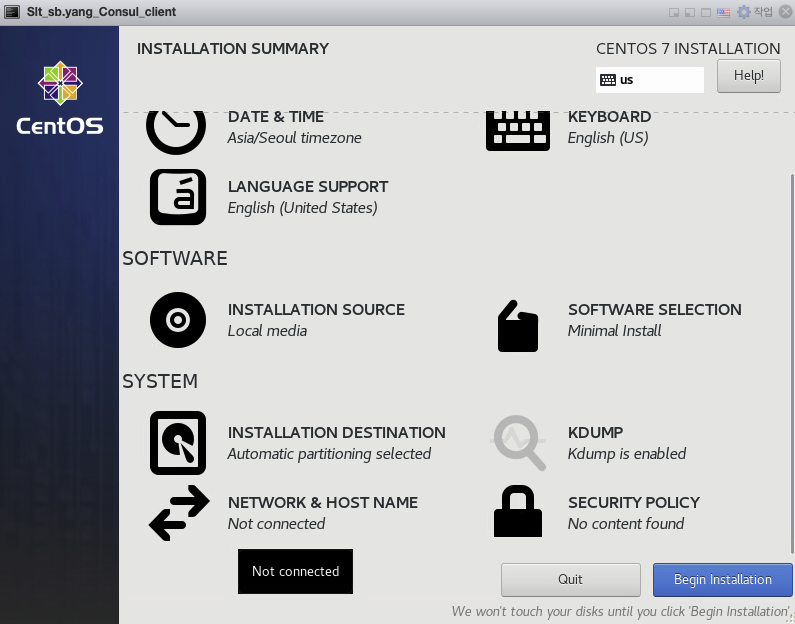 Slt_sb.yang_Consul_client
작업
INSTALLATION SUMMARY
CENTOS 7 INSTALLATION
us
Help!
CentOS
DATE & TIME
Asia/Seoul timezone
KEYBOARD
English (US)
LANGUAGE SUPPORT
English (United States)
SOFTWARE
INSTALLATION SOURCE
Local media
SOFTWARE SELECTION
Minimal Install
SYSTEM
INSTALLATION DESTINATION
Automatic partitioning selected
KDUMP
Kdump is enabled
NETWORK & HOST NAME
Not connected
SECURITY POLICY
No content found
Not connected
Quit
Begin Installation
We won't touch your disks until you click 'Begin Installation'.